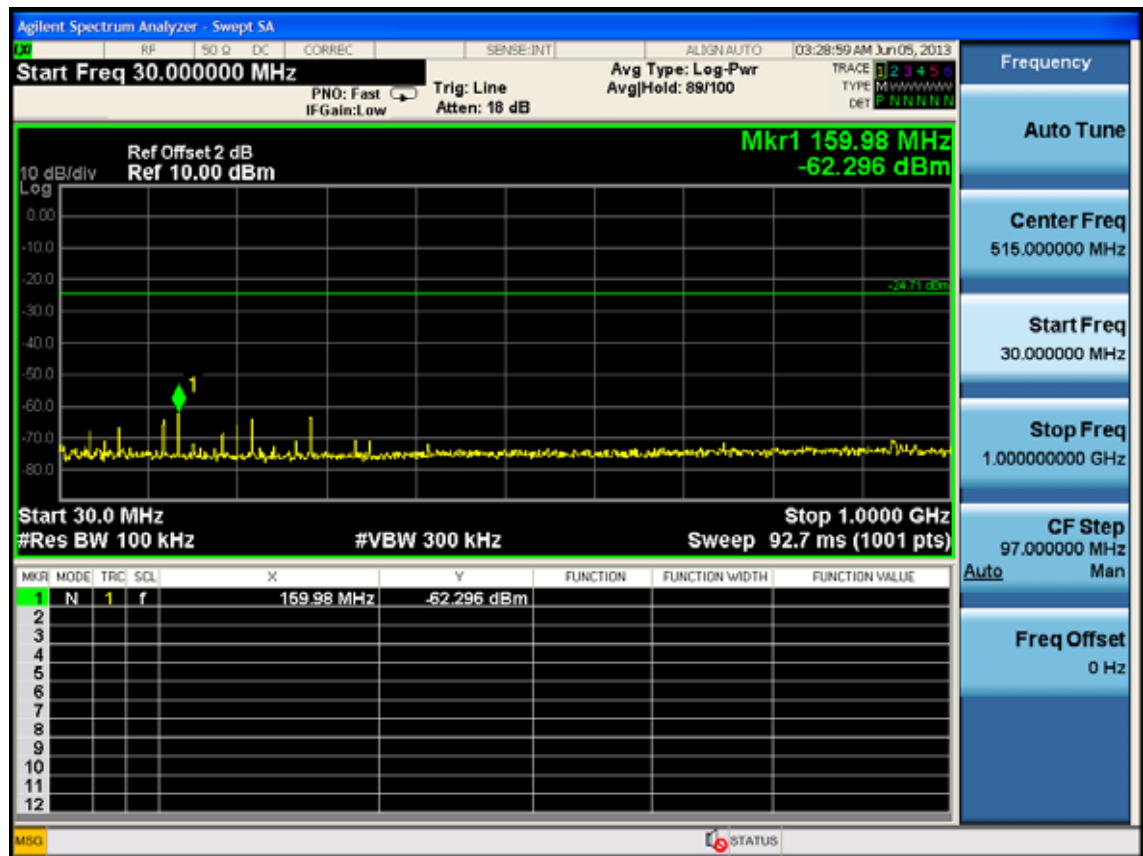 Agilent Spectrum Analyzer - Swept SA
LXI RF 50 Ω DC CORREC SENSE:INT ALIGN AUTO 03:28:59 AM Jun 05, 2013
Start Freq 30.000000 MHz
PNO: Fast
IFGain:Low
Trig: Line
Atten: 18 dB
Avg Type: Log-Pwr
Avg|Hold: 89/100
TRACE 1 2 3 4 5 6
TYPE M WWWWW
DET P N N N N N
Mkr1 159.98 MHz
-62.296 dBm
Ref Offset 2 dB
10 dB/div Ref 10.00 dBm
Log
0.00
-10.0
-20.0
-24.71 dBm
-30.0
-40.0
-50.0
1
-60.0
-70.0
-80.0
Start 30.0 MHz Stop 1.0000 GHz
#Res BW 100 kHz #VBW 300 kHz Sweep 92.7 ms (1001 pts)
MKR MODE TRC SCL X Y FUNCTION FUNCTION WIDTH FUNCTION VALUE
1 N 1 f 159.98 MHz -62.296 dBm
2
3
4
5
6
7
8
9
10
11
12
MSG STATUS
Frequency
Auto Tune
Center Freq
515.000000 MHz
Start Freq
30.000000 MHz
Stop Freq
1.000000000 GHz
CF Step
97.000000 MHz
Auto Man
Freq Offset
0 Hz